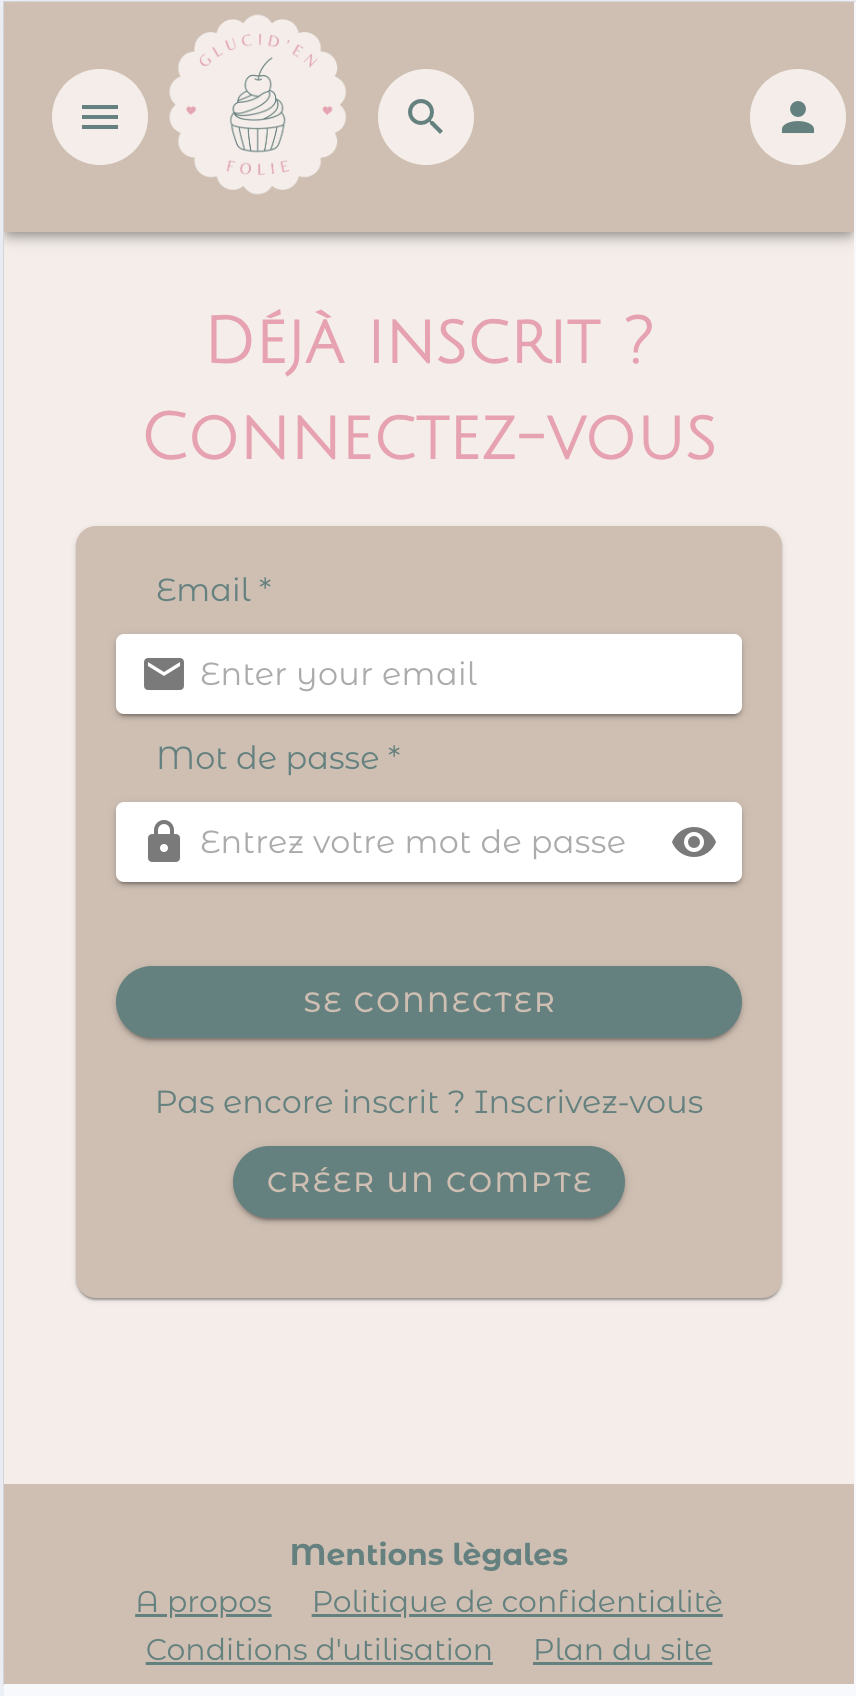 GLUCID'EN
FOLIE
Déjà inscrit ?
Connectez-vous
Email *
Enter your email
Mot de passe *
Entrez votre mot de passe
SE CONNECTER
Pas encore inscrit ? Inscrivez-vous
CRÉER UN COMPTE
Mentions lègales
A propos Politique de confidentialitè
Conditions d'utilisation Plan du site